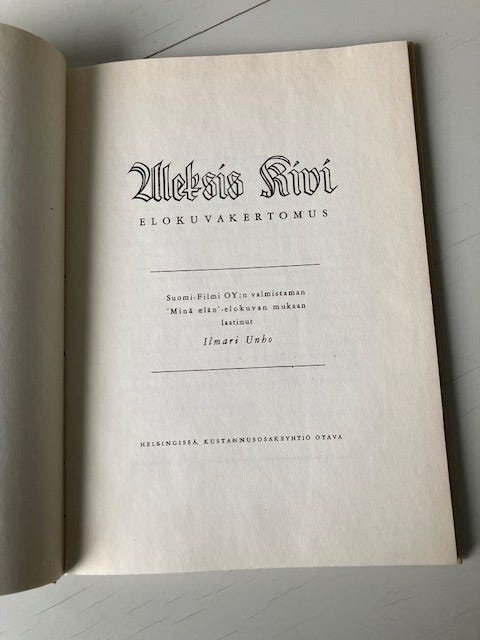 Aleksis Kivi
ELOKUVAKERTOMUS
Suomi-Filmi OY:n valmistaman
'Minä elän'-elokuvan mukaan
laatinut
Ilmari Unho
HELSINGISSÄ, KUSTANNUSOSAKEYHTIÖ OTAVA